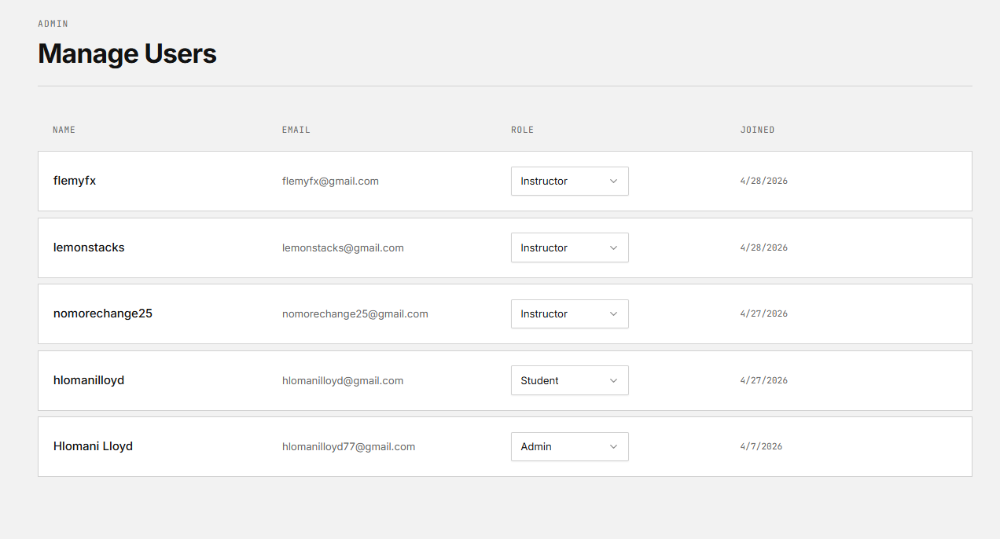 ADMIN
Manage Users
NAME EMAIL ROLE JOINED
flemyfx flemyfx@gmail.com Instructor 4/28/2026
lemonstacks lemonstacks@gmail.com Instructor 4/28/2026
nomorechange25 nomorechange25@gmail.com Instructor 4/27/2026
hlomanilloyd hlomanilloyd@gmail.com Student 4/27/2026
Hlomani Lloyd hlomanilloyd77@gmail.com Admin 4/7/2026